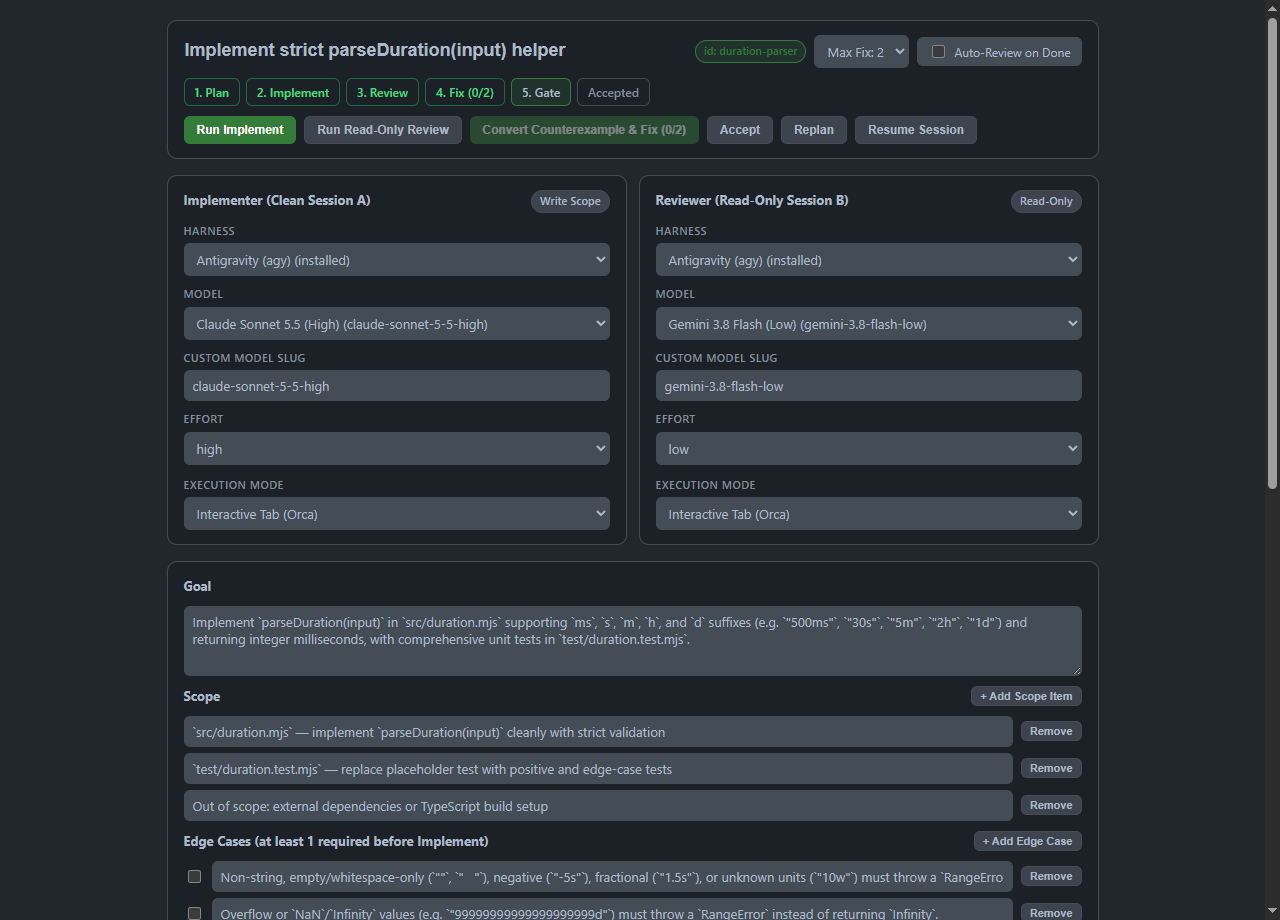 Implement strict parseDuration(input) helper
id: duration-parser
Max Fix: 2
Auto-Review on Done
1. Plan
2. Implement
3. Review
4. Fix (0/2)
5. Gate
Accepted
Run Implement
Run Read-Only Review
Convert Counterexample & Fix (0/2)
Accept
Replan
Resume Session
Implementer (Clean Session A)
Write Scope
HARNESS
Antigravity (agy) (installed)
MODEL
Claude Sonnet 5.5 (High) (claude-sonnet-5-5-high)
CUSTOM MODEL SLUG
claude-sonnet-5-5-high
EFFORT
high
EXECUTION MODE
Interactive Tab (Orca)
Reviewer (Read-Only Session B)
Read-Only
HARNESS
Antigravity (agy) (installed)
MODEL
Gemini 3.8 Flash (Low) (gemini-3.8-flash-low)
CUSTOM MODEL SLUG
gemini-3.8-flash-low
EFFORT
low
EXECUTION MODE
Interactive Tab (Orca)
Goal
Implement `parseDuration(input)` in `src/duration.mjs` supporting `ms`, `s`, `m`, `h`, and `d` suffixes (e.g. `"500ms"`, `"30s"`, `"5m"`, `"2h"`, `"1d"`) and
returning integer milliseconds, with comprehensive unit tests in `test/duration.test.mjs`.
Scope
+ Add Scope Item
`src/duration.mjs` — implement `parseDuration(input)` cleanly with strict validation
Remove
`test/duration.test.mjs` — replace placeholder test with positive and edge-case tests
Remove
Out of scope: external dependencies or TypeScript build setup
Remove
Edge Cases (at least 1 required before Implement)
+ Add Edge Case
Non-string, empty/whitespace-only (`""`, `"   "`), negative (`"-5s"`), fractional (`"1.5s"`), or unknown units (`"10w"`) must throw a `RangeErro
Remove
Overflow or `NaN`/`Infinity` values (e.g. `"99999999999999999999d"`) must throw a `RangeError` instead of returning `Infinity`.
Remove